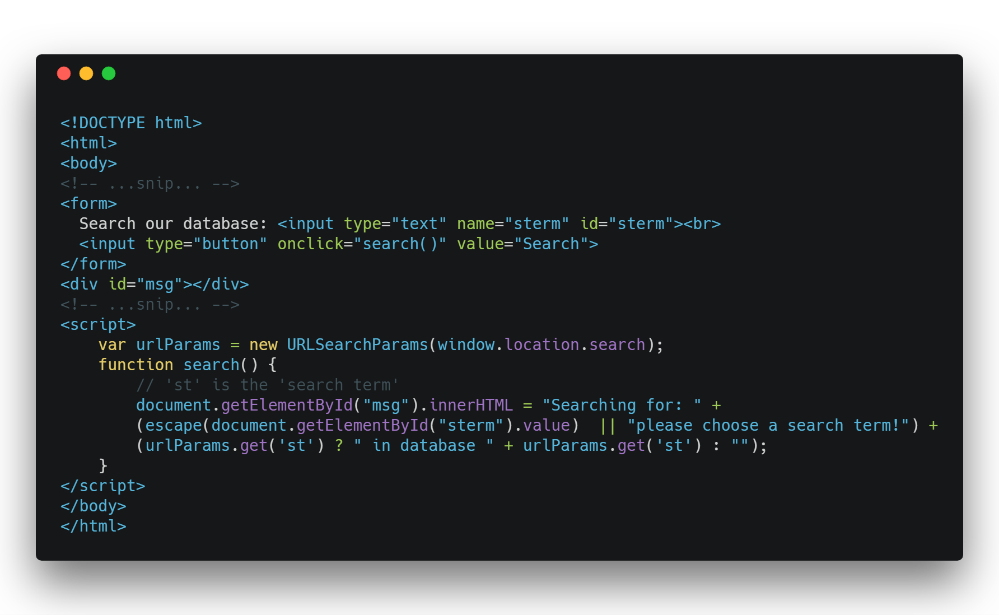 <!DOCTYPE html>
<html>
<body>
<!-- ...snip... -->
<form>
  Search our database: <input type="text" name="sterm" id="sterm"><br>
  <input type="button" onclick="search()" value="Search">
</form>
<div id="msg"></div>
<!-- ...snip... -->
<script>
    var urlParams = new URLSearchParams(window.location.search);
    function search() {
        // 'st' is the 'search term'
        document.getElementById("msg").innerHTML = "Searching for: " +
        (escape(document.getElementById("sterm").value)  || "please choose a search term!") +
        (urlParams.get('st') ? " in database " + urlParams.get('st') : "");
    }
</script>
</body>
</html>